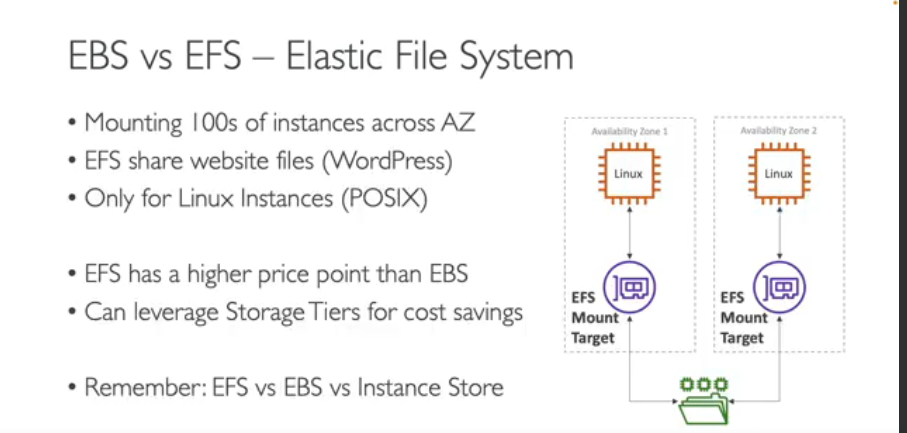 EBS vs EFS – Elastic File System
• Mounting 100s of instances across AZ
• EFS share website files (WordPress)
• Only for Linux Instances (POSIX)
• EFS has a higher price point than EBS
• Can leverage Storage Tiers for cost savings
• Remember: EFS vs EBS vs Instance Store
Availability Zone 1
Linux
EFS
Mount
Target
Availability Zone 2
Linux
EFS
Mount
Target